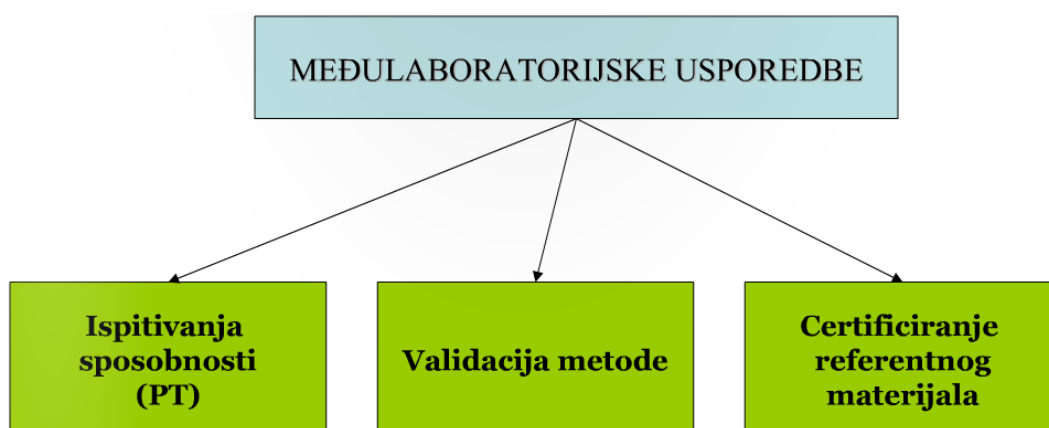 MEĐULABORATORIJSKE USPOREDBE
Ispitivanja
sposobnosti
(PT)
Validacija metode
Certificiranje
referentnog
materijala